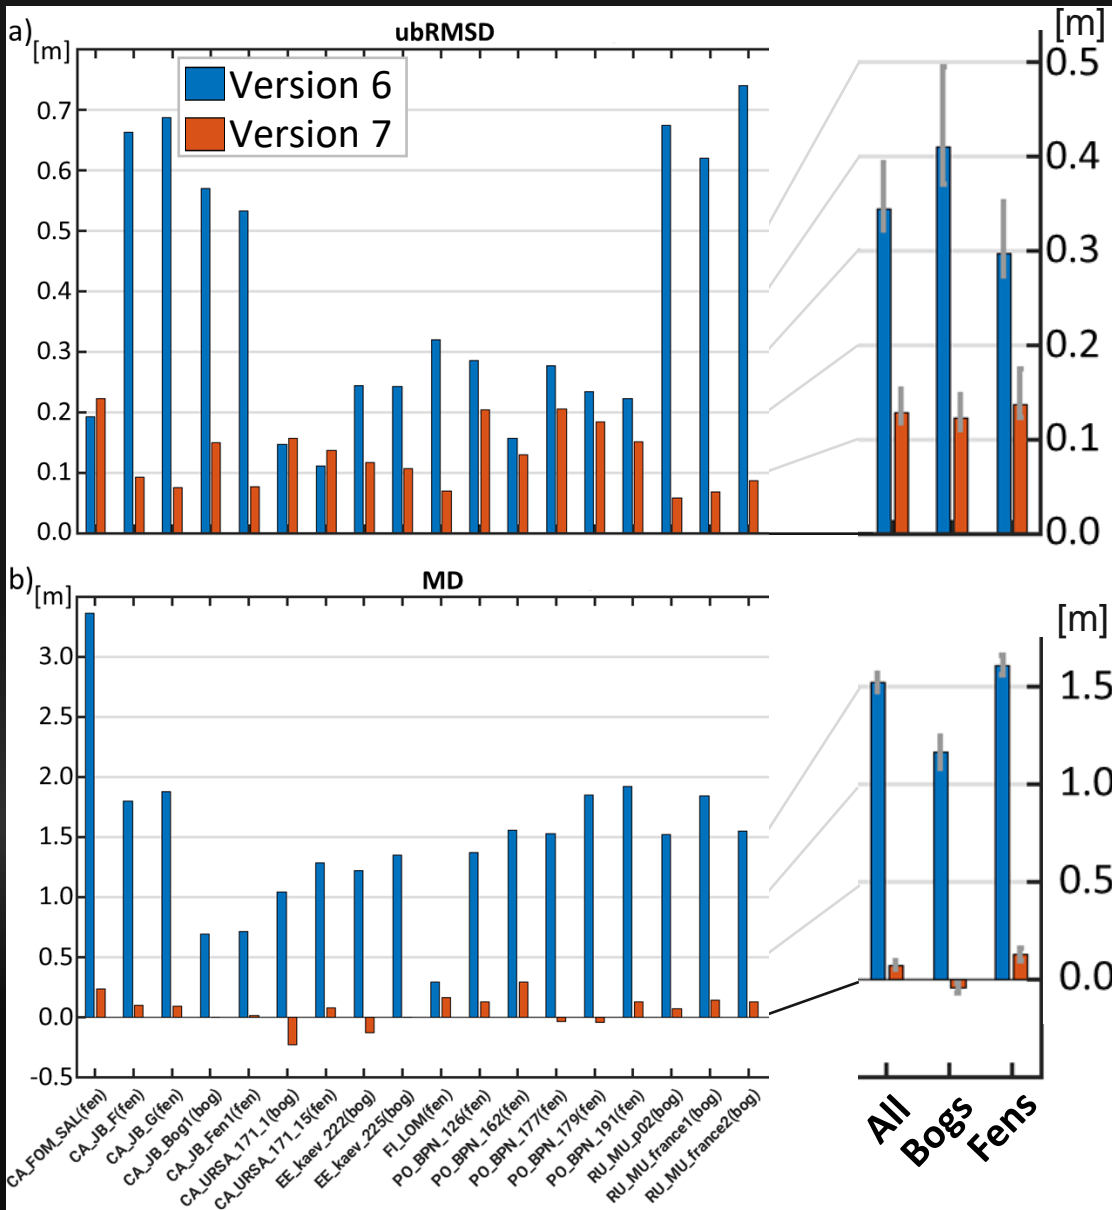 a)
ubRMSD
[m]
[m]
Version 6
Version 7
0.7
0.6
0.5
0.4
0.3
0.2
0.1
0.0
0.5
0.4
0.3
0.2
0.1
0.0
b)
MD
[m]
[m]
3.0
2.5
2.0
1.5
1.0
0.5
0.0
-0.5
1.5
1.0
0.5
0.0
CA_FOM_SAL(fen)
CA_JB_F(fen)
CA_JB_G(fen)
CA_JB_Bog1(bog)
CA_JB_Fen1(fen)
CA_URSA_171_1(bog)
CA_URSA_171_15(fen)
EE_kaev_222(bog)
EE_kaev_225(bog)
FI_LOM(fen)
PO_BPN_126(fen)
PO_BPN_162(fen)
PO_BPN_177(fen)
PO_BPN_179(fen)
PO_BPN_191(fen)
RU_MU_p02(bog)
RU_MU_france1(bog)
RU_MU_france2(bog)
All
Bogs
Fens